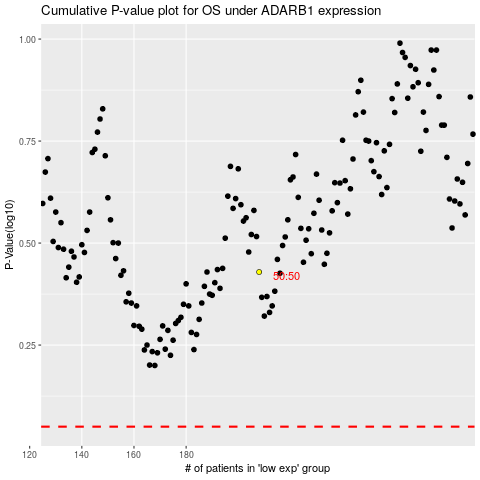 Cumulative P-value plot for OS under ADARB1 expression
1.00
0.75
0.50
0.25
P-Value(log10)
50:50
120 140 160 180
# of patients in 'low exp' group